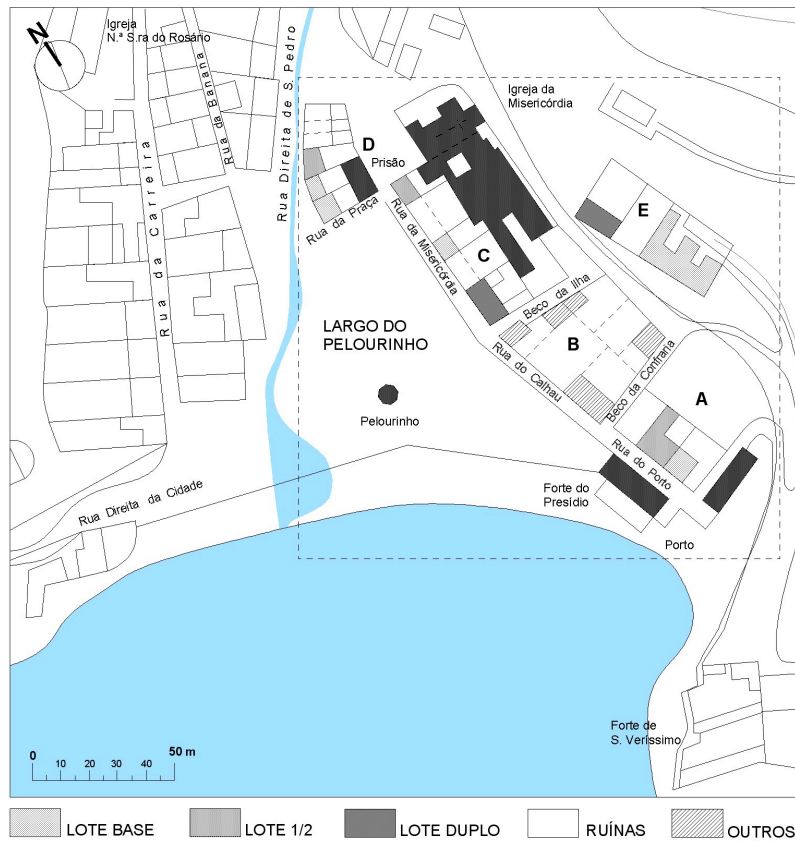 N
Igreja
N.ª S.ra do Rosário
Rua da Banana
Rua Direita de S. Pedro
Rua da Carreira
Igreja da
Misericórdia
D
Prisão
Rua da Praça
Rua da Misericórdia
C
E
Beco da Ilha
LARGO DO
PELOURINHO
B
Rua do Calhau
Beco da Confraria
A
Pelourinho
Rua do Porto
Rua Direita da Cidade
Forte do
Presídio
Porto
Forte de
S. Veríssimo
0 10 20 30 40 50 m
LOTE BASE
LOTE 1/2
LOTE DUPLO
RUÍNAS
OUTROS